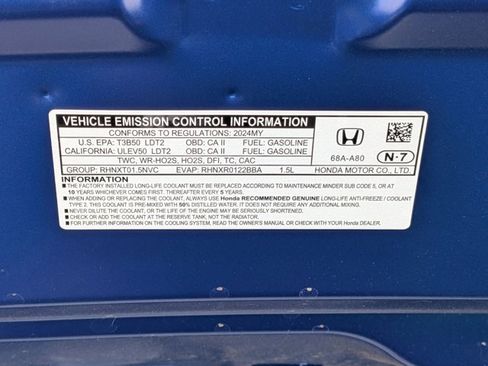 VEHICLE EMISSION CONTROL INFORMATION
CONFORMS TO REGULATIONS: 2024MY
U.S. EPA: T3B50 LDT2 OBD: CA II FUEL: GASOLINE
CALIFORNIA: ULEV50 LDT2 OBD: CA II FUEL: GASOLINE
TWC, WR-HO2S, HO2S, DFI, TC, CAC
GROUP: RHNXT01.5NVC EVAP: RHNXR0122BBA 1.5L
68A-A80
N-7
HONDA MOTOR CO., LTD.
IMPORTANT
■ THE FACTORY INSTALLED LONG-LIFE COOLANT MUST BE CHANGED ACCORDING TO MAINTENANCE MINDER SUB CODE 5, OR AT
10 YEARS WHICHEVER COMES FIRST. THEREAFTER CHANGE EVERY 5 YEARS.
■ WHEN ADDING OR REPLACING THE COOLANT, ALWAYS USE Honda RECOMMENDED GENUINE LONG-LIFE ANTI-FREEZE / COOLANT
TYPE 2. THIS COOLANT IS PRE-MIXED WITH 50% DISTILLED WATER. IT DOES NOT REQUIRE ANY ADDITIONAL MIXING.
■ NEVER DILUTE THE COOLANT, OR THE LIFE OF THE ENGINE MAY BE SERIOUSLY SHORTENED.
■ CHECK OR ADD COOLANT AT THE RESERVE TANK, NOT THE RADIATOR.
■ FOR FURTHER INFORMATION ON THE COOLING SYSTEM, READ THE OWNER'S MANUAL OR CHECK WITH YOUR Honda DEALER.